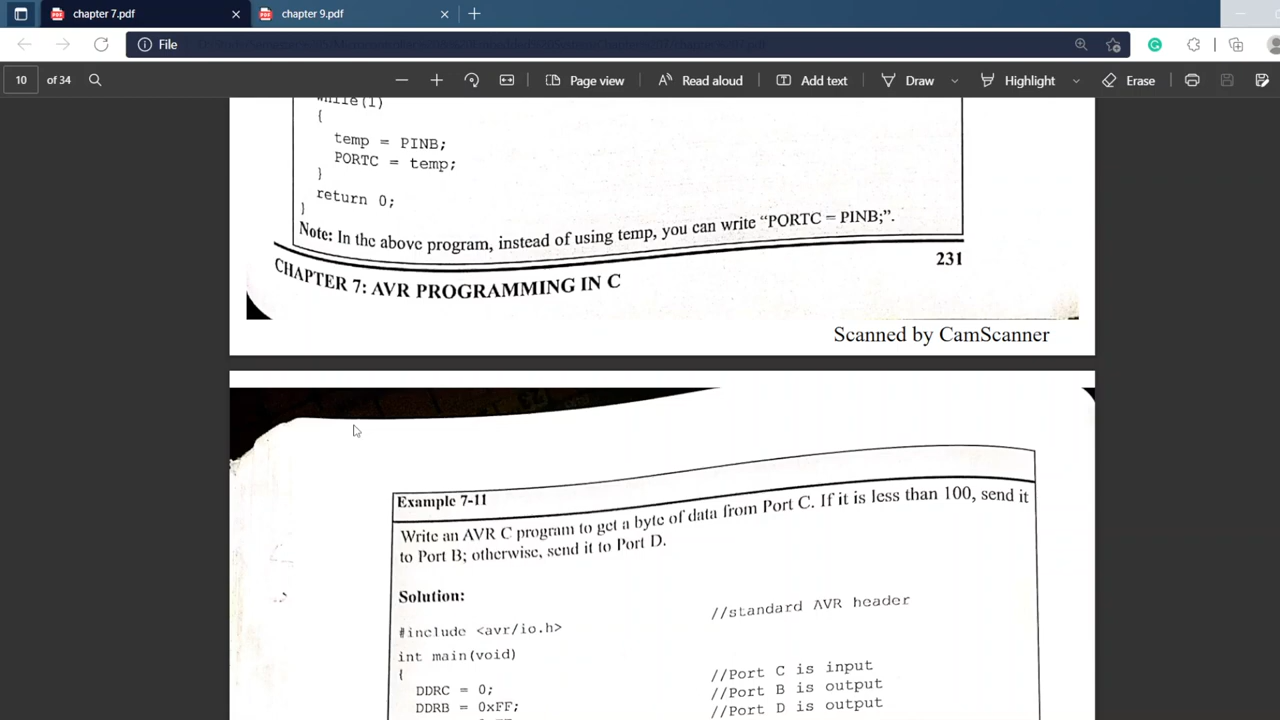 chapter 7.pdf
chapter 9.pdf
File
10 of 34
Page view
Read aloud
Add text
Draw
Highlight
Erase
while(1)
{
temp = PINB;
PORTC = temp;
}
return 0;
}
Note: In the above program, instead of using temp, you can write “PORTC = PINB;”.
CHAPTER 7: AVR PROGRAMMING IN C
231
Scanned by CamScanner
Example 7-11
Write an AVR C program to get a byte of data from Port C. If it is less than 100, send it
to Port B; otherwise, send it to Port D.
Solution:
#include <avr/io.h> //standard AVR header
int main(void)
{
DDRC = 0; //Port C is input
DDRB = 0xFF; //Port B is output
//Port D is output